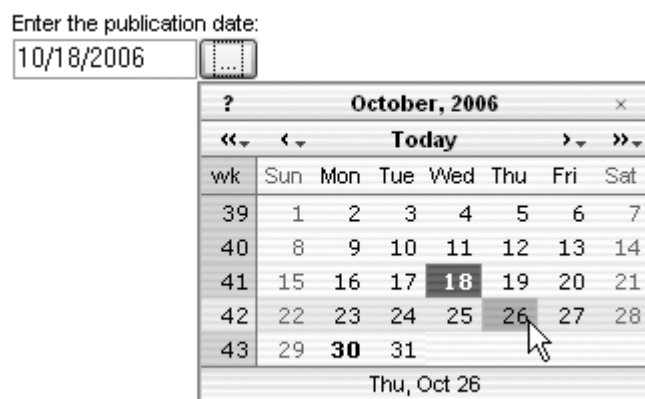 Enter the publication date:
10/18/2006 ...
? October, 2006 ×
« ‹ Today › »
wk Sun Mon Tue Wed Thu Fri Sat
39 1 2 3 4 5 6 7
40 8 9 10 11 12 13 14
41 15 16 17 18 19 20 21
42 22 23 24 25 26 27 28
43 29 30 31
Thu, Oct 26